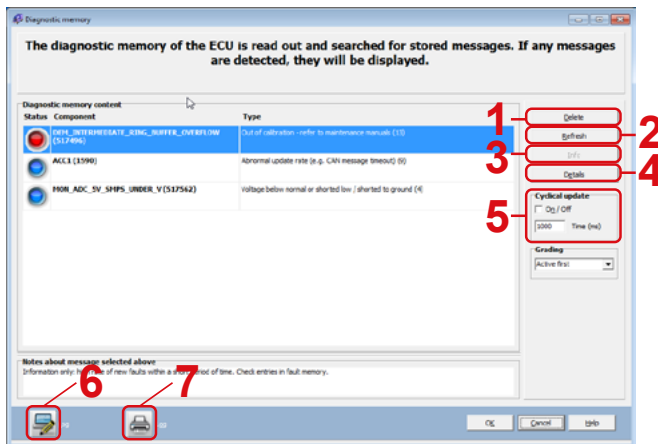 Diagnostic memory
The diagnostic memory of the ECU is read out and searched for stored messages. If any messages
are detected, they will be displayed.
Diagnostic memory content
Status Component Type
DEM_INTERMEDIATE_RING_BUFFER_OVERFLOW
(517496)
Out of calibration - refer to maintenance manuals (13)
ACC1 (1590)
Abnormal update rate (e.g. CAN message timeout) (9)
MON_ADC_5V_SMPS_UNDER_V (517562)
Voltage below normal or shorted low / shorted to ground (4)
1
Delete
2
Refresh
3
Info
4
Details
5
Cyclical update
On / Off
1000 Time (ms)
Grading
Active first
Notes about message selected above
Information only: of new faults within a short period of time. Check entries in fault memory.
6
7
OK
Cancel
Help